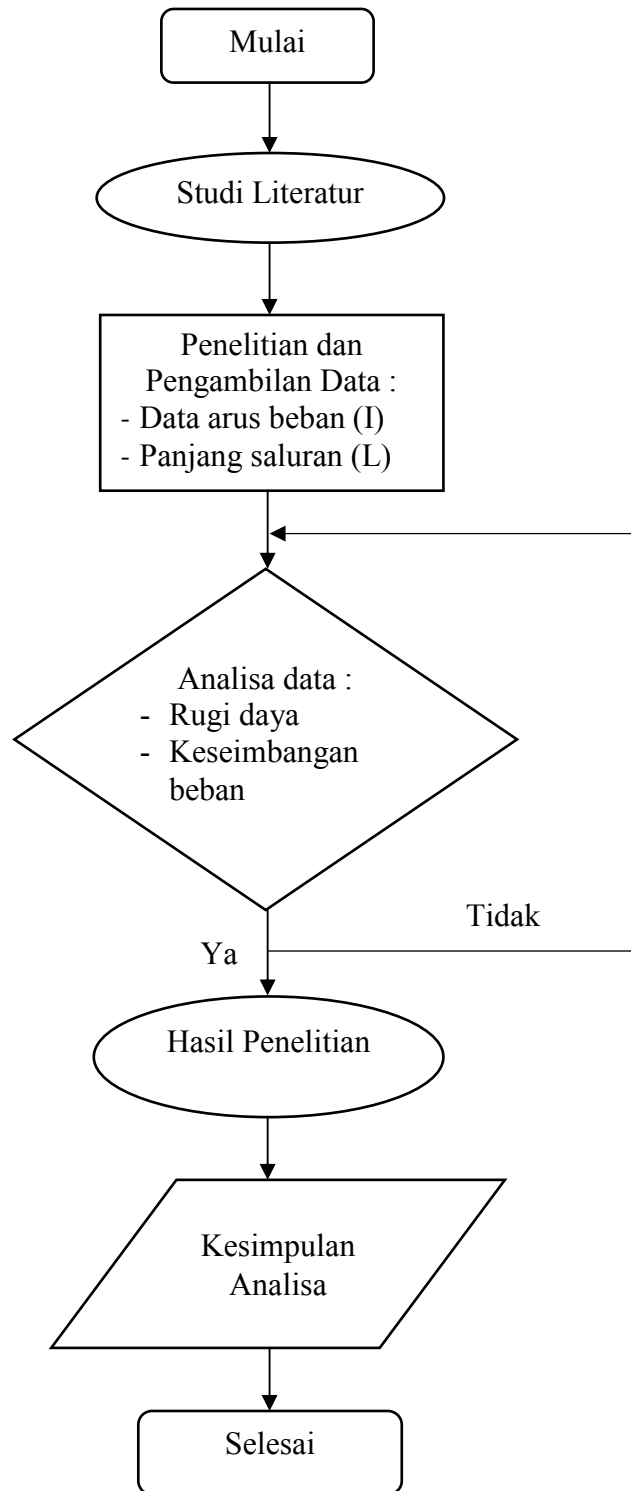 Mulai
Studi Literatur
Penelitian dan
Pengambilan Data :
- Data arus beban (I)
- Panjang saluran (L)
Analisa data :
- Rugi daya
- Keseimbangan
beban
Tidak
Ya
Hasil Penelitian
Kesimpulan
Analisa
Selesai